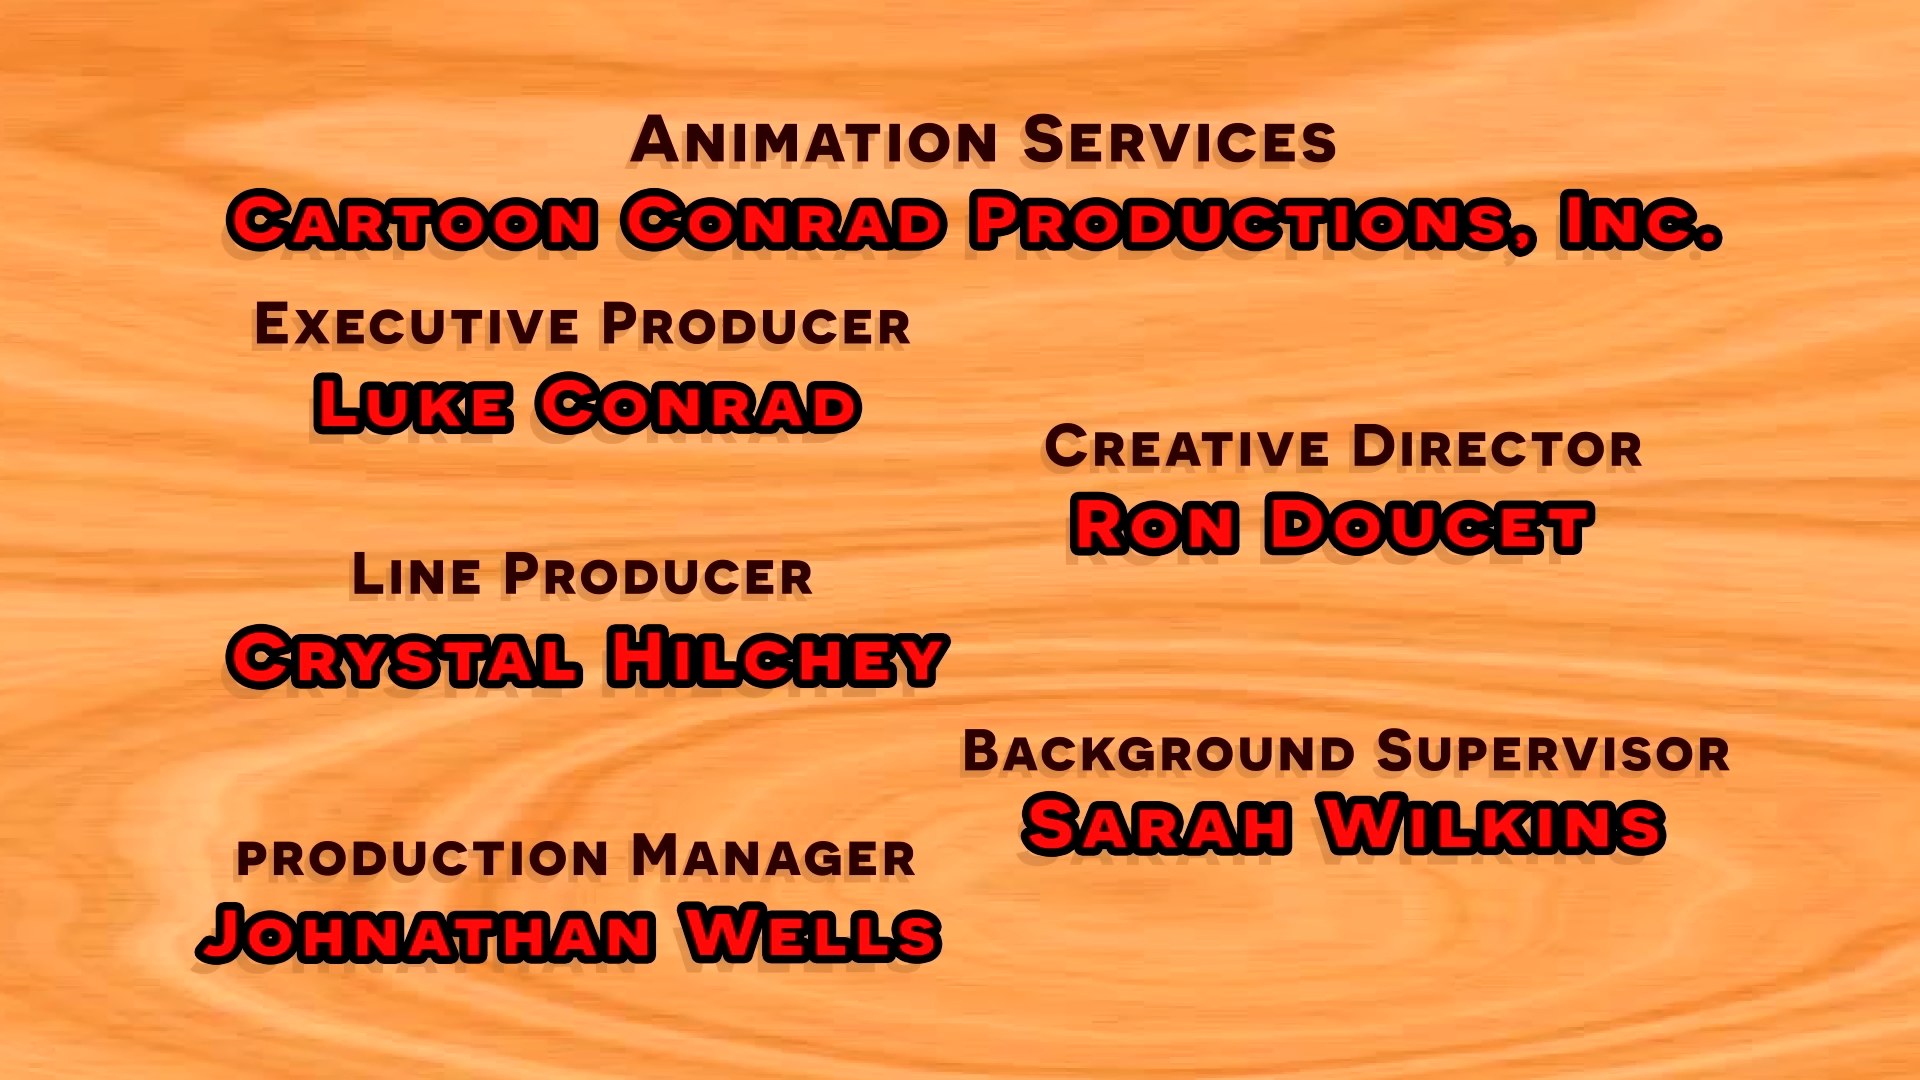 Animation Services
Cartoon Conrad Productions, Inc.
Executive Producer
Luke Conrad
Creative Director
Ron Doucet
Line Producer
Crystal Hilchey
Background Supervisor
Sarah Wilkins
production Manager
Johnathan Wells